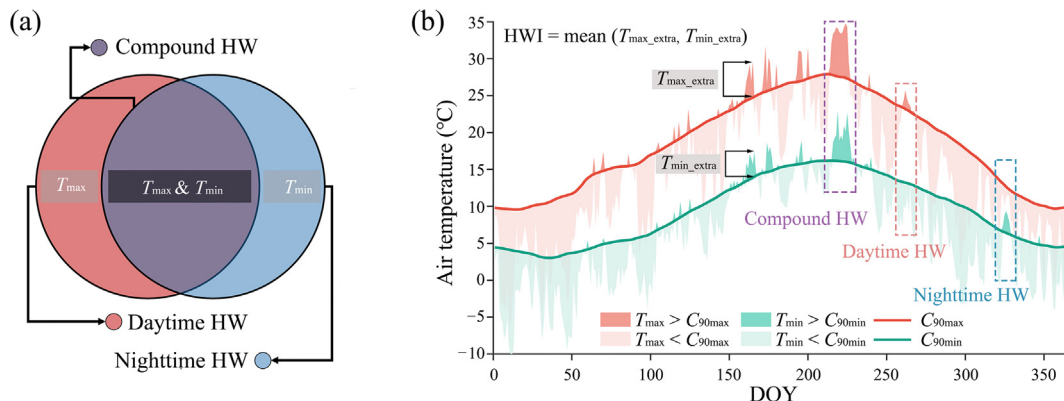 (a)
Compound HW
Tmax
Tmax & Tmin
Tmin
Daytime HW
Nighttime HW
(b)
HWI = mean (Tmax_extra, Tmin_extra)
Tmax_extra
Tmin_extra
Compound HW
Daytime HW
Nighttime HW
Tmax > C90max Tmin > C90min C90max
Tmax < C90max Tmin < C90min C90min
Air temperature (℃)
35
30
25
20
15
10
5
0
−5
−10
0 50 100 150 200 250 300 350
DOY